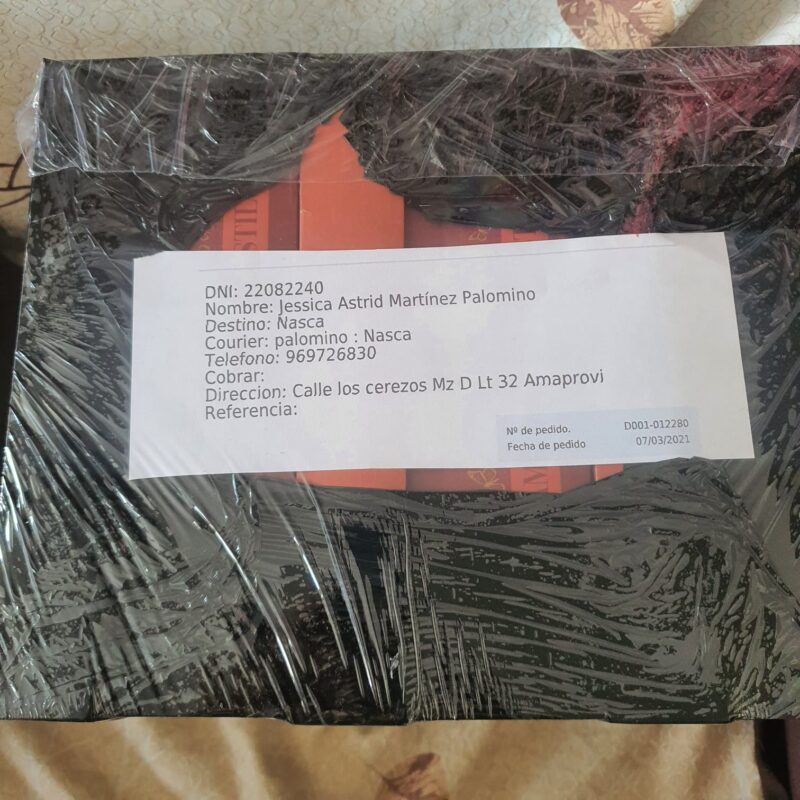 DNI: 22082240
Nombre: Jessica Astrid Martínez Palomino
Destino: Nasca
Courier: palomino : Nasca
Telefono: 969726830
Cobrar:
Direccion: Calle los cerezos Mz D Lt 32 Amaprovi
Referencia:
Nº de pedido. D001-012280
Fecha de pedido 07/03/2021